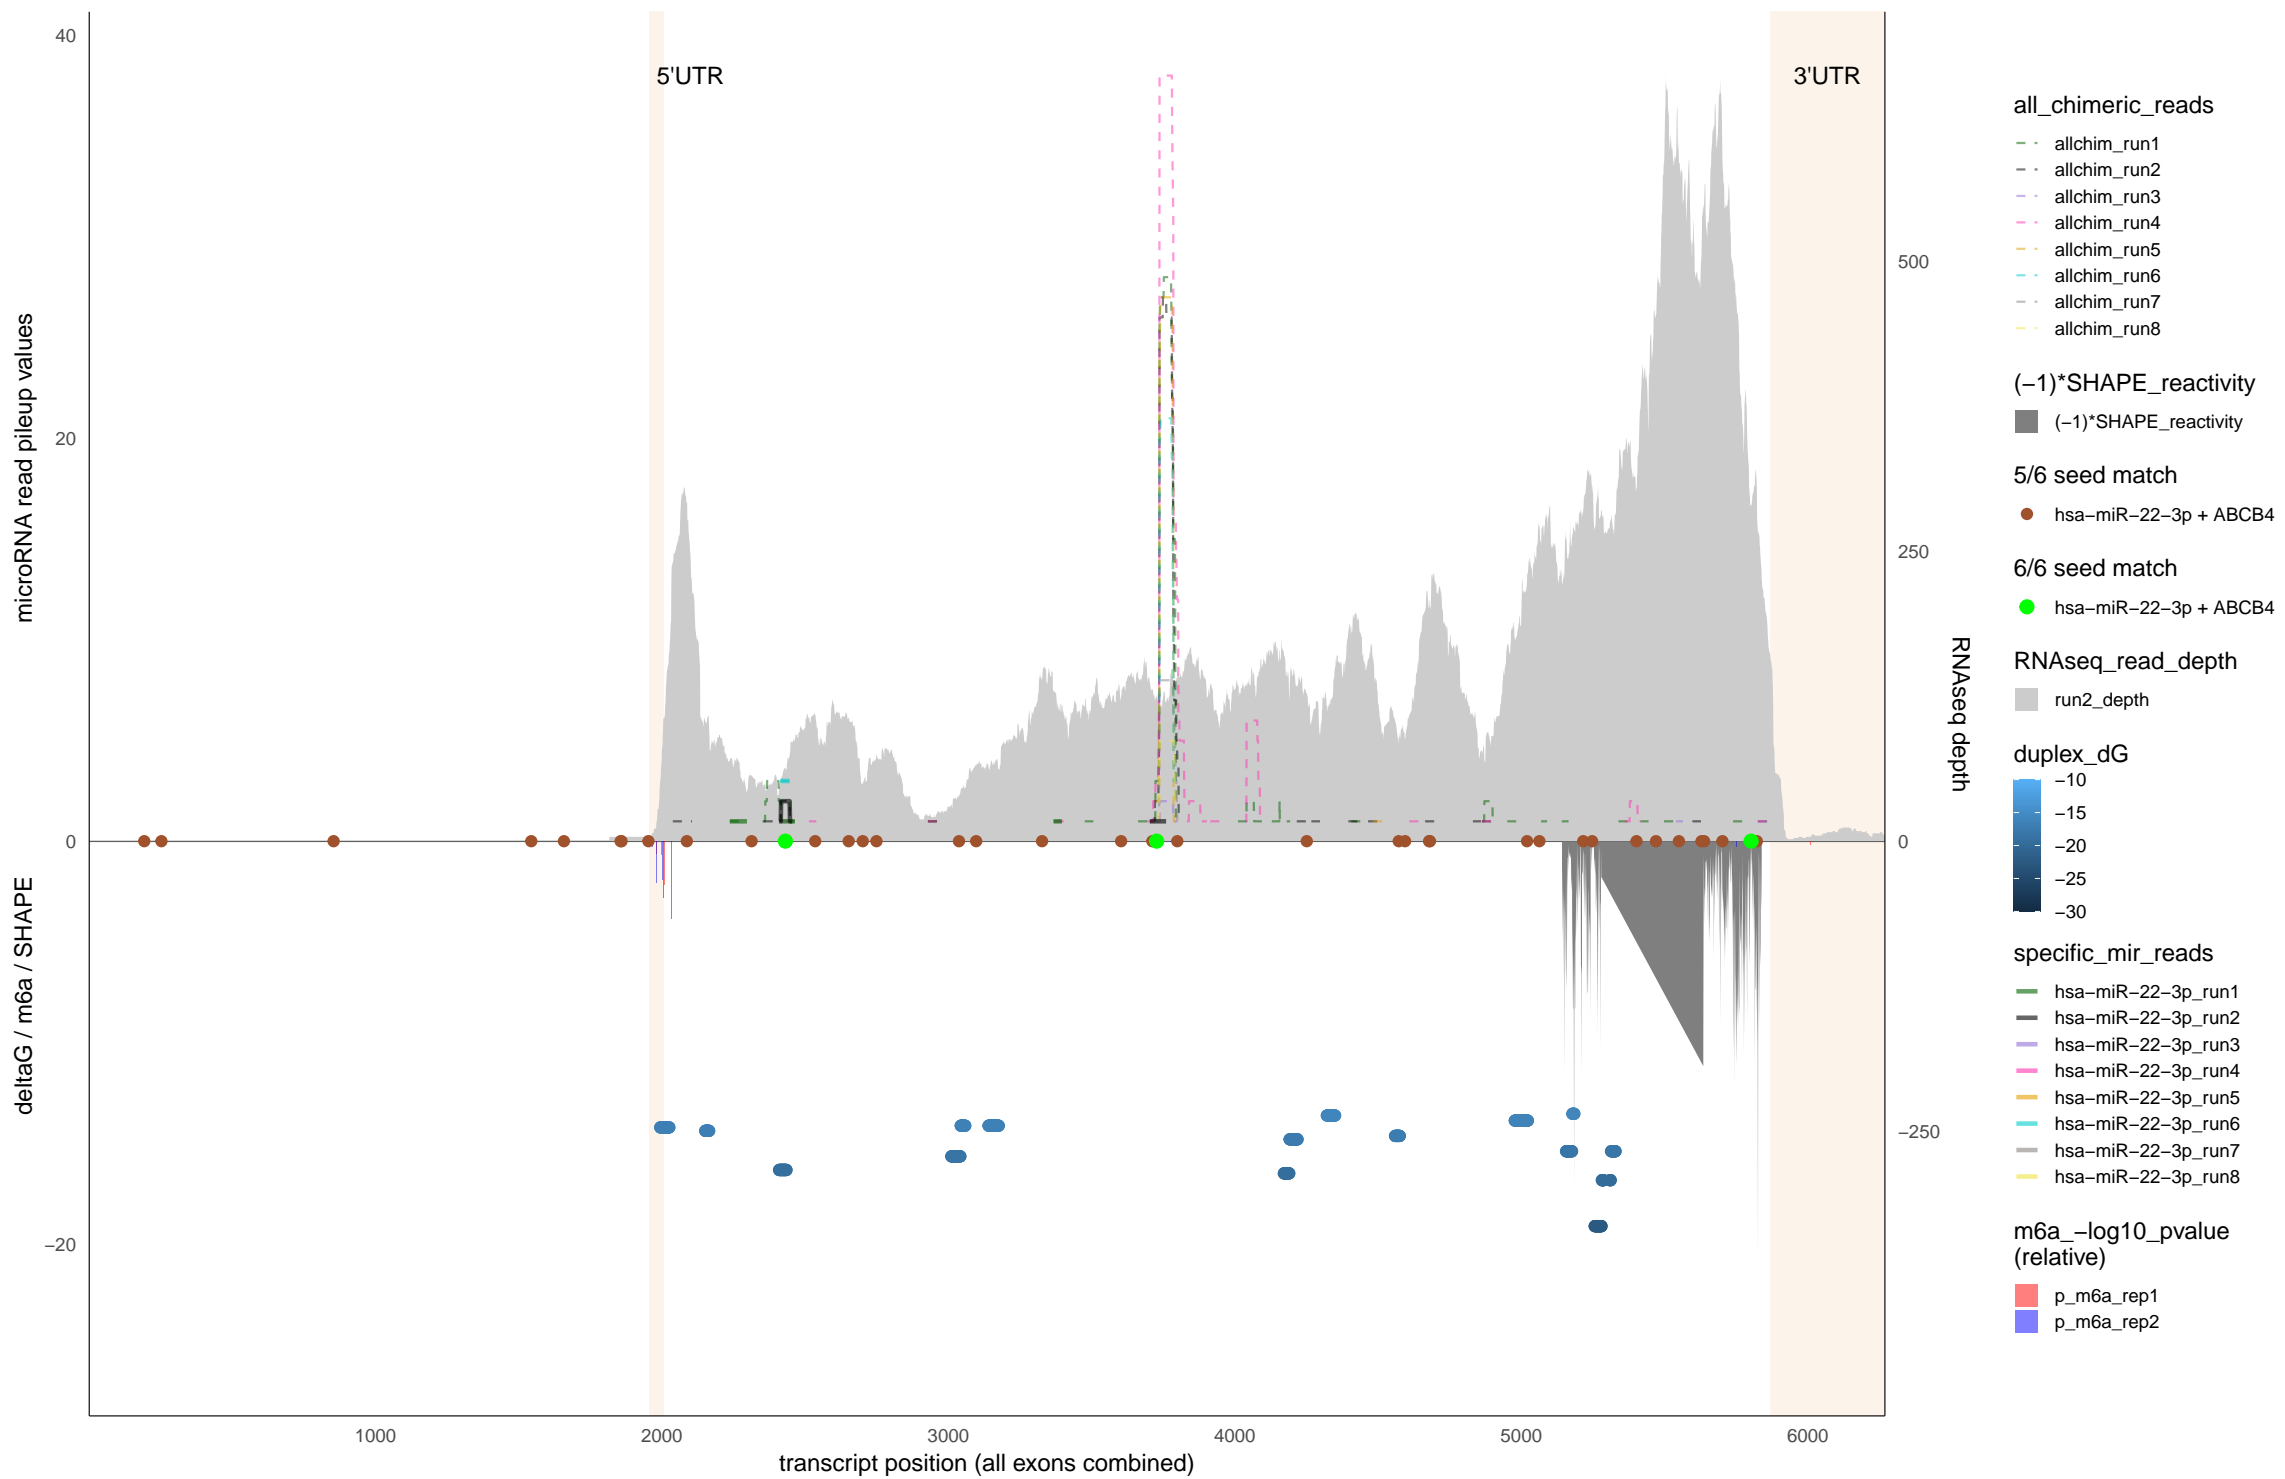 40
20
0
−20
microRNA read pileup values
deltaG / m6a / SHAPE
5'UTR
3'UTR
500
250
0
−250
RNAseq depth
1000
2000
3000
4000
5000
6000
transcript position (all exons combined)
all_chimeric_reads
allchim_run1
allchim_run2
allchim_run3
allchim_run4
allchim_run5
allchim_run6
allchim_run7
allchim_run8
(−1)*SHAPE_reactivity
(−1)*SHAPE_reactivity
5/6 seed match
hsa−miR−22−3p + ABCB4
6/6 seed match
hsa−miR−22−3p + ABCB4
RNAseq_read_depth
run2_depth
duplex_dG
−10
−15
−20
−25
−30
specific_mir_reads
hsa−miR−22−3p_run1
hsa−miR−22−3p_run2
hsa−miR−22−3p_run3
hsa−miR−22−3p_run4
hsa−miR−22−3p_run5
hsa−miR−22−3p_run6
hsa−miR−22−3p_run7
hsa−miR−22−3p_run8
m6a_−log10_pvalue
(relative)
p_m6a_rep1
p_m6a_rep2